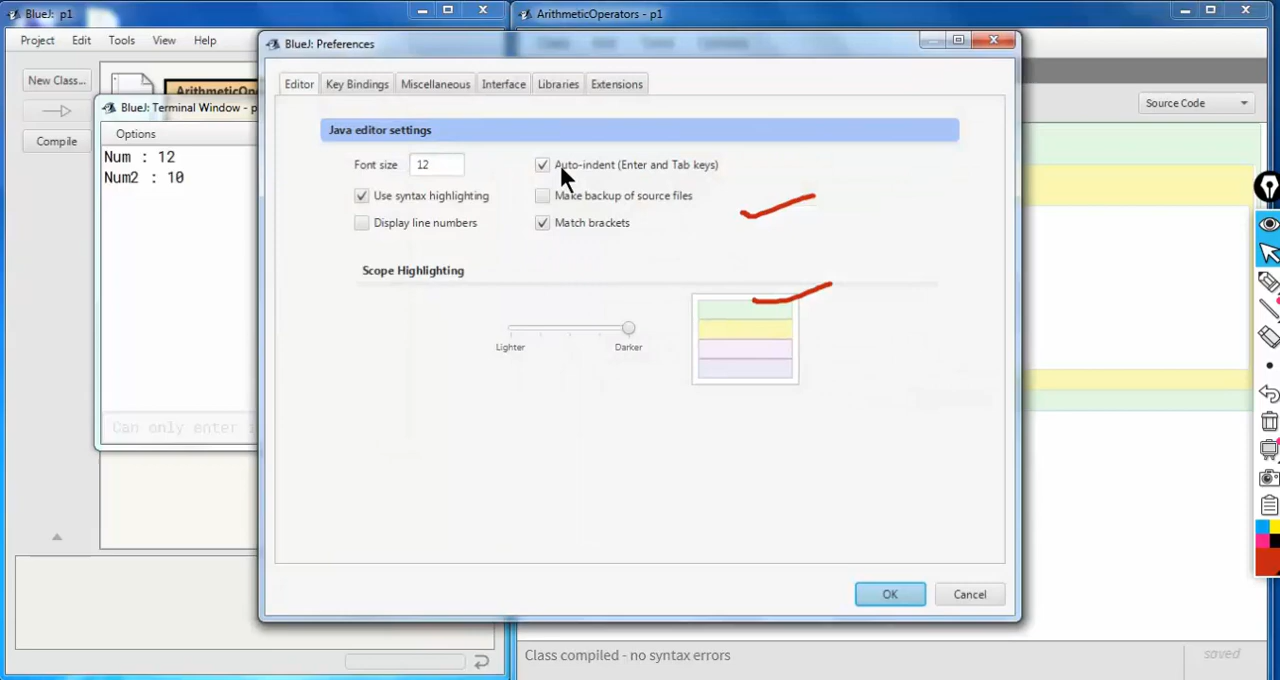 BlueJ: p1
ArithmeticOperators - p1
Project Edit Tools View Help
BlueJ: Preferences
New Class...
Editor Key Bindings Miscellaneous Interface Libraries Extensions
ArithmeticOp
BlueJ: Terminal Window - p
Source Code
Java editor settings
Options
Compile
Num : 12
Num2 : 10
Font size 12
Auto-indent (Enter and Tab keys)
Use syntax highlighting
Make backup of source files
Display line numbers
Match brackets
Scope Highlighting
Lighter Darker
Can only enter i
OK Cancel
Class compiled - no syntax errors
saved